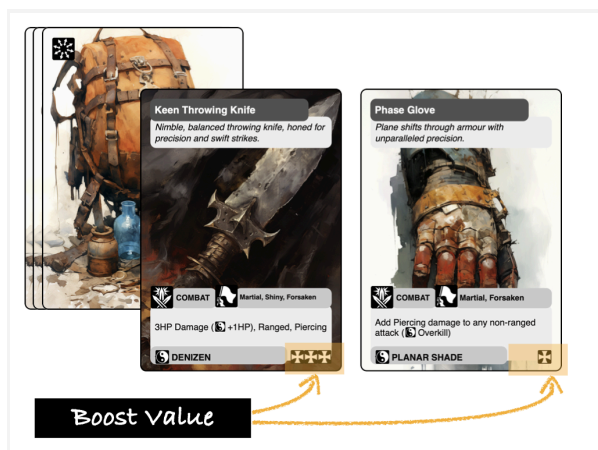 Keen Throwing Knife
Nimble, balanced throwing knife, honed for
precision and swift strikes.
COMBAT
Martial, Shiny, Forsaken
3HP Damage ( +1HP), Ranged, Piercing
DENIZEN
Phase Glove
Plane shifts through armour with
unparalleled precision.
COMBAT
Martial, Forsaken
Add Piercing damage to any non-ranged
attack ( Overkill)
PLANAR SHADE
Boost Value